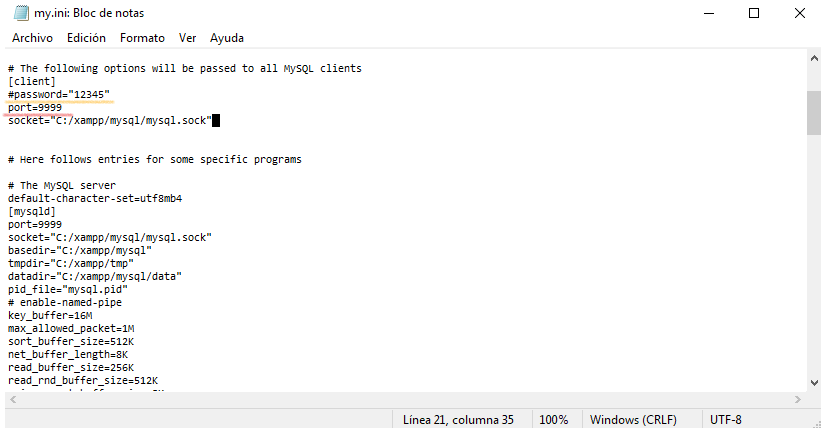 my.ini: Bloc de notas
Archivo Edición Formato Ver Ayuda
# The following options will be passed to all MySQL clients
[client]
#password="12345"
port=9999
socket="C:/xampp/mysql/mysql.sock"
# Here follows entries for some specific programs
# The MySQL server
default-character-set=utf8mb4
[mysqld]
port=9999
socket="C:/xampp/mysql/mysql.sock"
basedir="C:/xampp/mysql"
tmpdir="C:/xampp/tmp"
datadir="C:/xampp/mysql/data"
pid_file="mysql.pid"
# enable-named-pipe
key_buffer=16M
max_allowed_packet=1M
sort_buffer_size=512K
net_buffer_length=8K
read_buffer_size=256K
read_rnd_buffer_size=512K
Línea 21, columna 35 100% Windows (CRLF) UTF-8